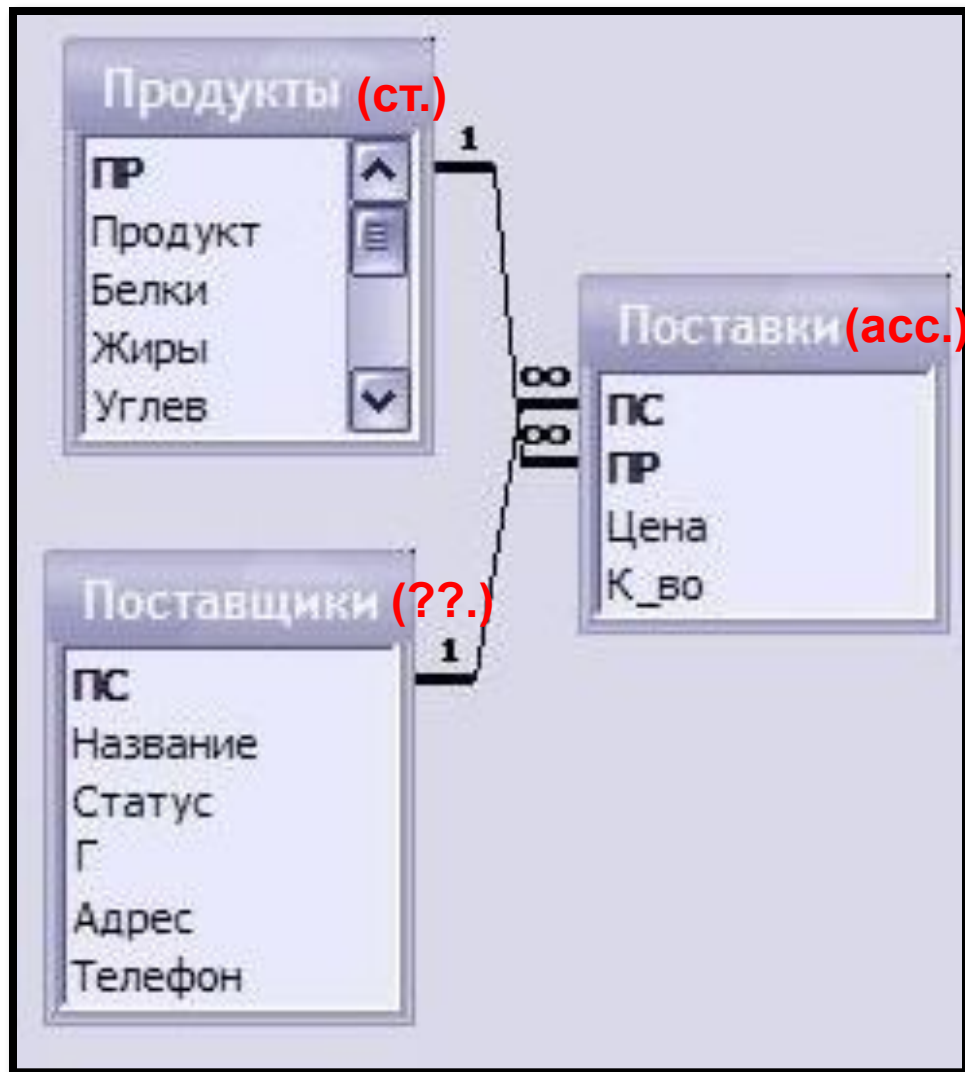 Продукты (ст.)
ПР
Продукт
Белки
Жиры
Углев
1
Поставки (асс.)
∞
ПС
∞
ПР
Цена
К_во
Поставщики (??.)
1
ПС
Название
Статус
Г
Адрес
Телефон